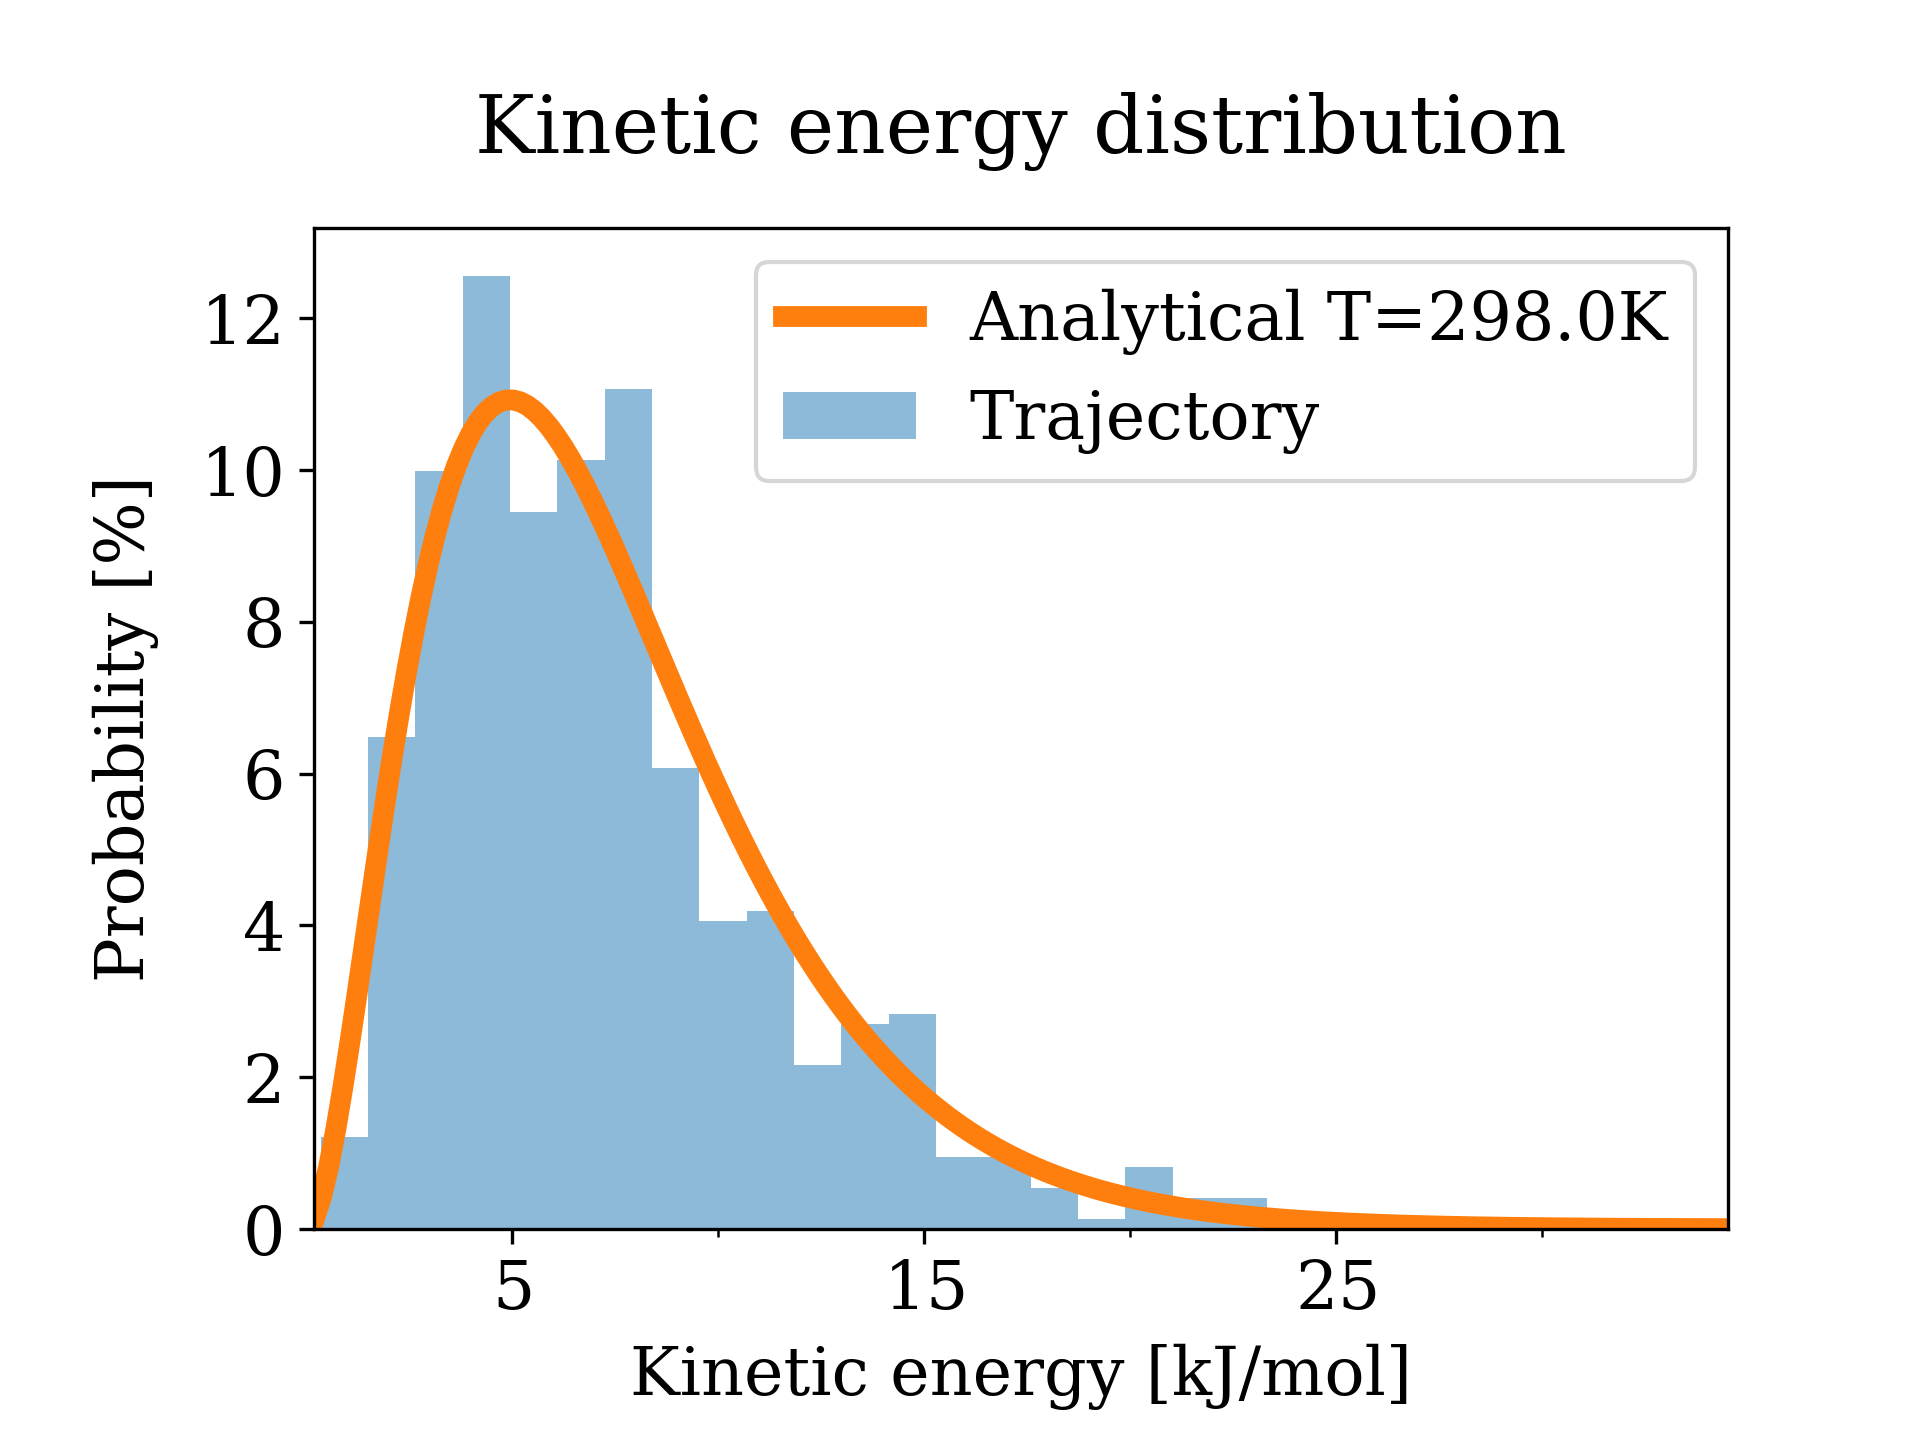 Kinetic energy distribution
Analytical T=298.0K
Trajectory
Probability [%]
12
10
8
6
4
2
0
5 15 25
Kinetic energy [kJ/mol]